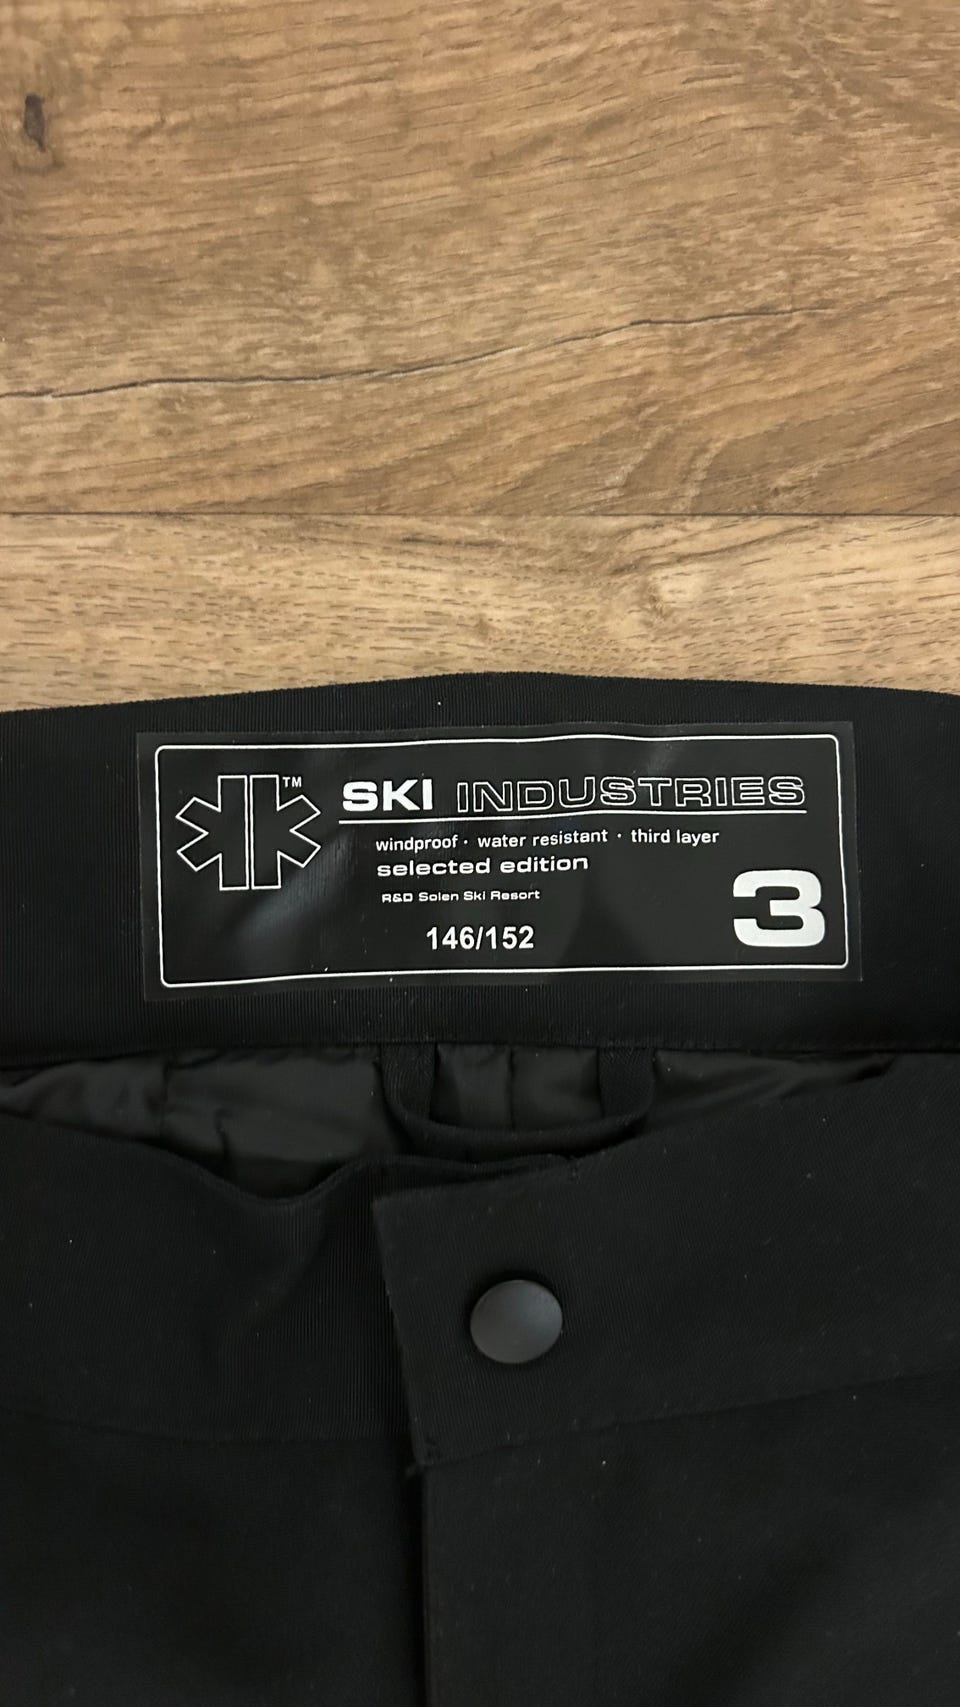 TM
SKI INDUSTRIES
windproof · water resistant · third layer
selected edition
R&D Solen Ski Resort
3
146/152